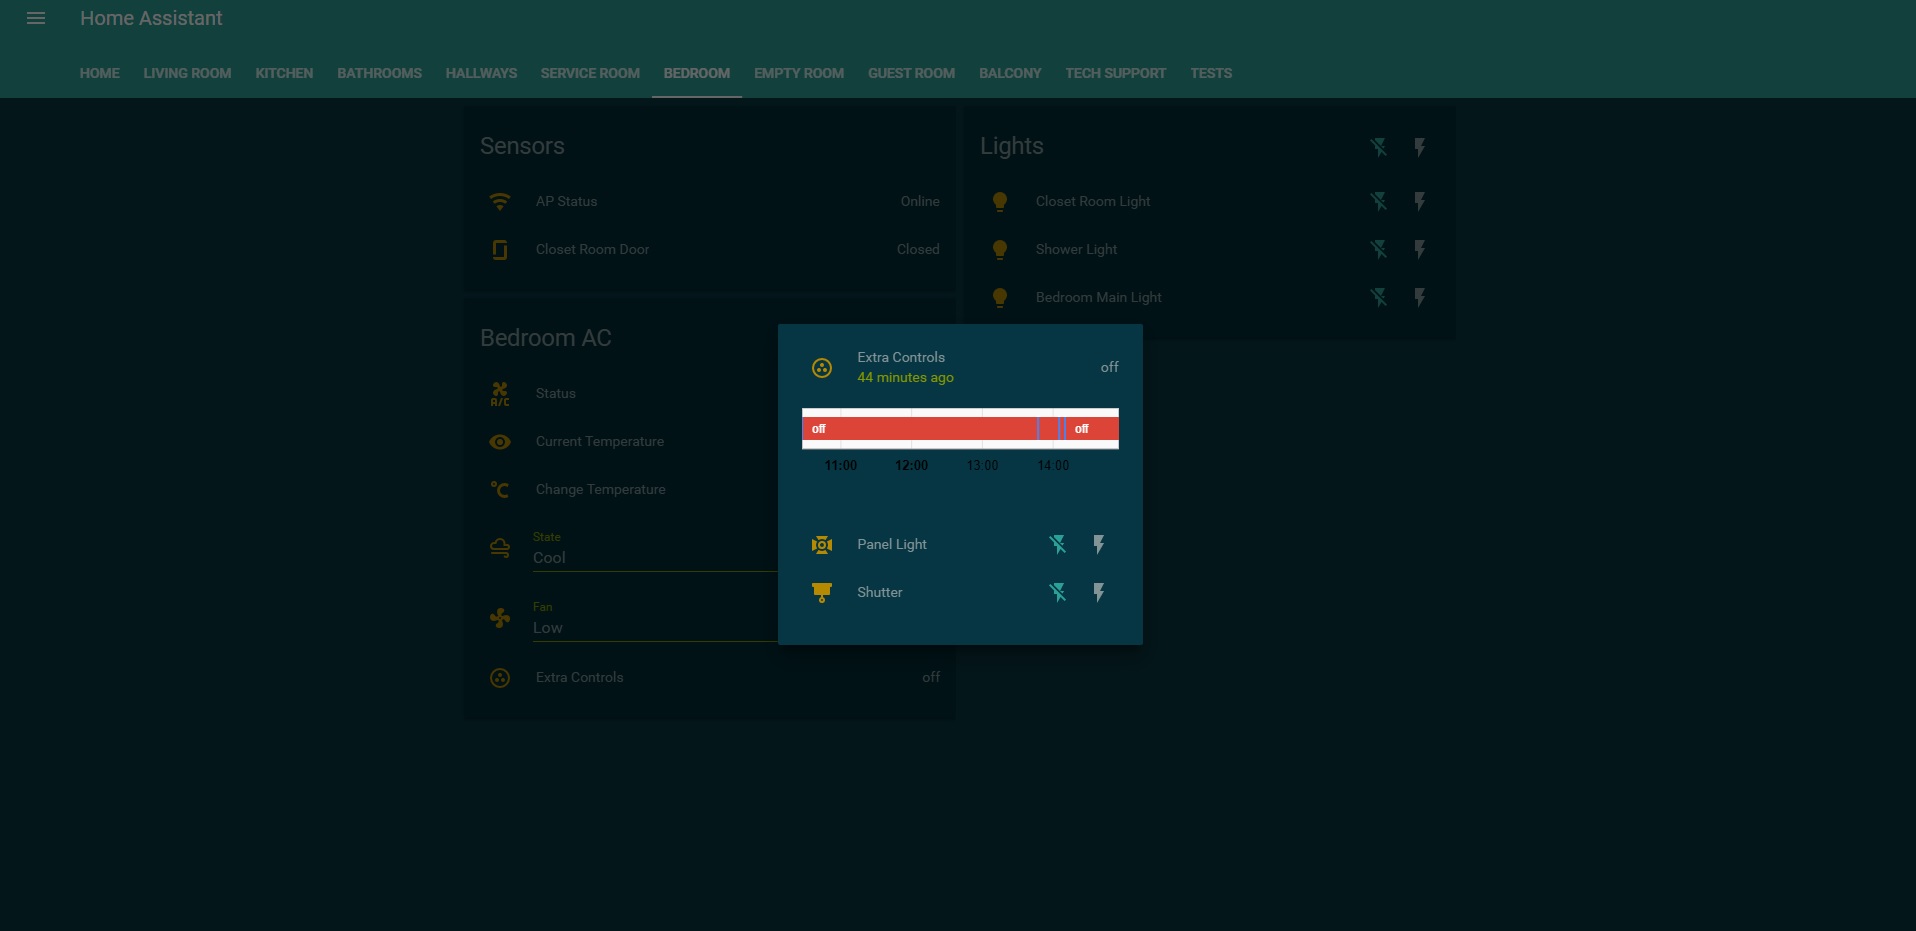 Home Assistant
HOME LIVING ROOM KITCHEN BATHROOMS HALLWAYS SERVICE ROOM BEDROOM EMPTY ROOM GUEST ROOM BALCONY TECH SUPPORT TESTS
Sensors
AP Status Online
Closet Room Door Closed
Bedroom AC
A/C Status
Current Temperature
°C Change Temperature
State
Cool
Fan
Low
Extra Controls off
Lights
Closet Room Light
Shower Light
Bedroom Main Light
Extra Controls off
44 minutes ago
off off
11:00 12:00 13:00 14:00
Panel Light
Shutter